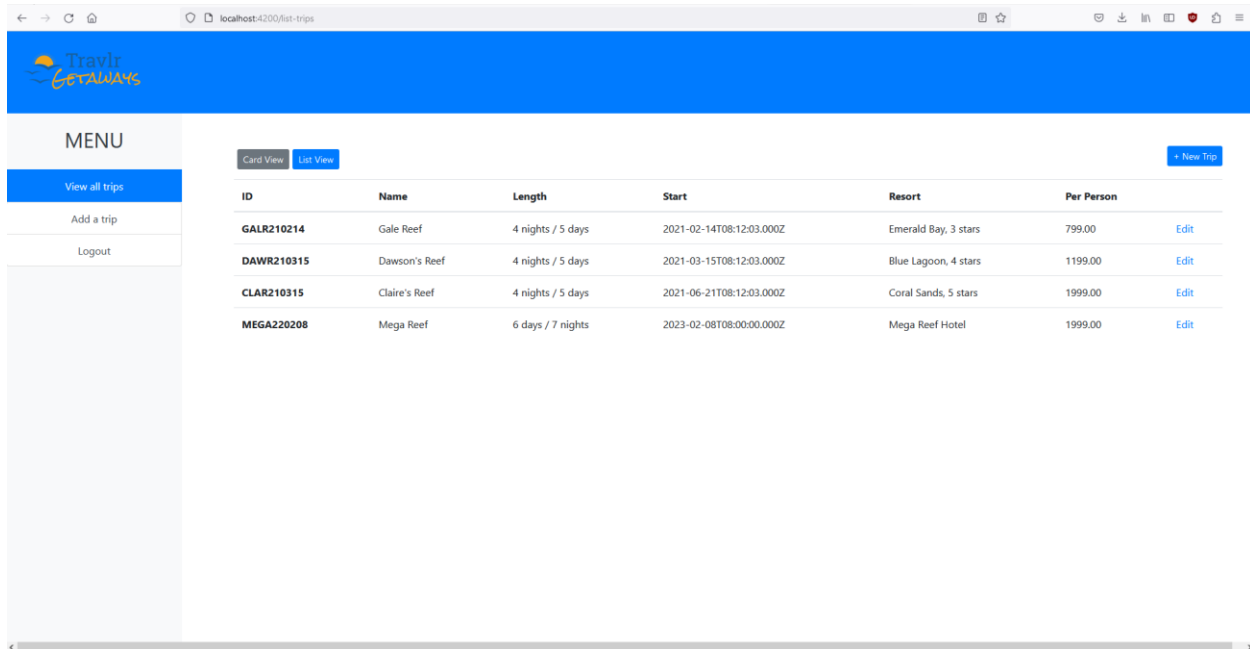 localhost:4200/list-trips
Travlr
GETAWAYS
MENU
View all trips
Add a trip
Logout
Card View List View + New Trip
ID Name Length Start Resort Per Person
GALR210214 Gale Reef 4 nights / 5 days 2021-02-14T08:12:03.000Z Emerald Bay, 3 stars 799.00 Edit
DAWR210315 Dawson's Reef 4 nights / 5 days 2021-03-15T08:12:03.000Z Blue Lagoon, 4 stars 1199.00 Edit
CLAR210315 Claire's Reef 4 nights / 5 days 2021-06-21T08:12:03.000Z Coral Sands, 5 stars 1999.00 Edit
MEGA220208 Mega Reef 6 days / 7 nights 2023-02-08T08:00:00.000Z Mega Reef Hotel 1999.00 Edit